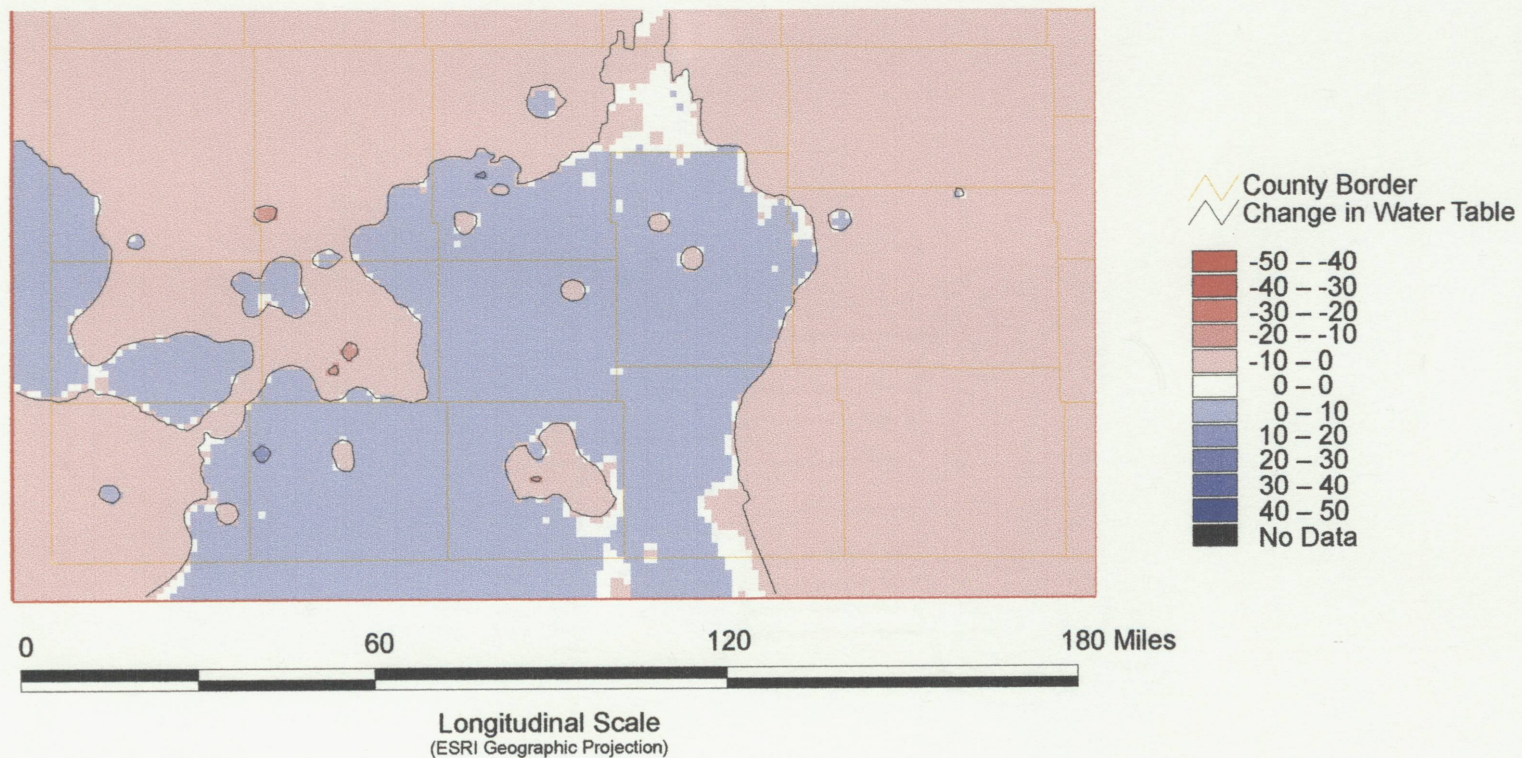 County Border
Change in Water Table
-50 – -40
-40 – -30
-30 – -20
-20 – -10
-10 – 0
0 – 0
0 – 10
10 – 20
20 – 30
30 – 40
40 – 50
No Data
0 60 120 180 Miles
Longitudinal Scale
(ESRI Geographic Projection)